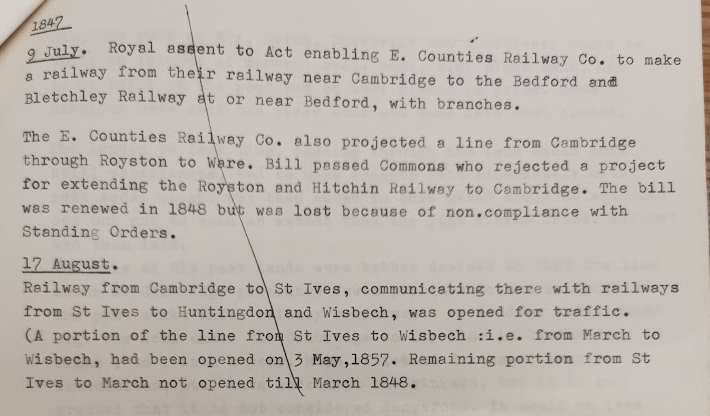 1847
9 July. Royal assent to Act enabling E. Counties Railway Co. to make
a railway from their railway near Cambridge to the Bedford and
Bletchley Railway at or near Bedford, with branches.
The E. Counties Railway Co. also projected a line from Cambridge
through Royston to Ware. Bill passed Commons who rejected a project
for extending the Royston and Hitchin Railway to Cambridge. The bill
was renewed in 1848 but was lost because of non.compliance with
Standing Orders.
17 August.
Railway from Cambridge to St Ives, communicating there with railways
from St Ives to Huntingdon and Wisbech, was opened for traffic.
(A portion of the line from St Ives to Wisbech :i.e. from March to
Wisbech, had been opened on 3 May,1857. Remaining portion from St
Ives to March not opened till March 1848.